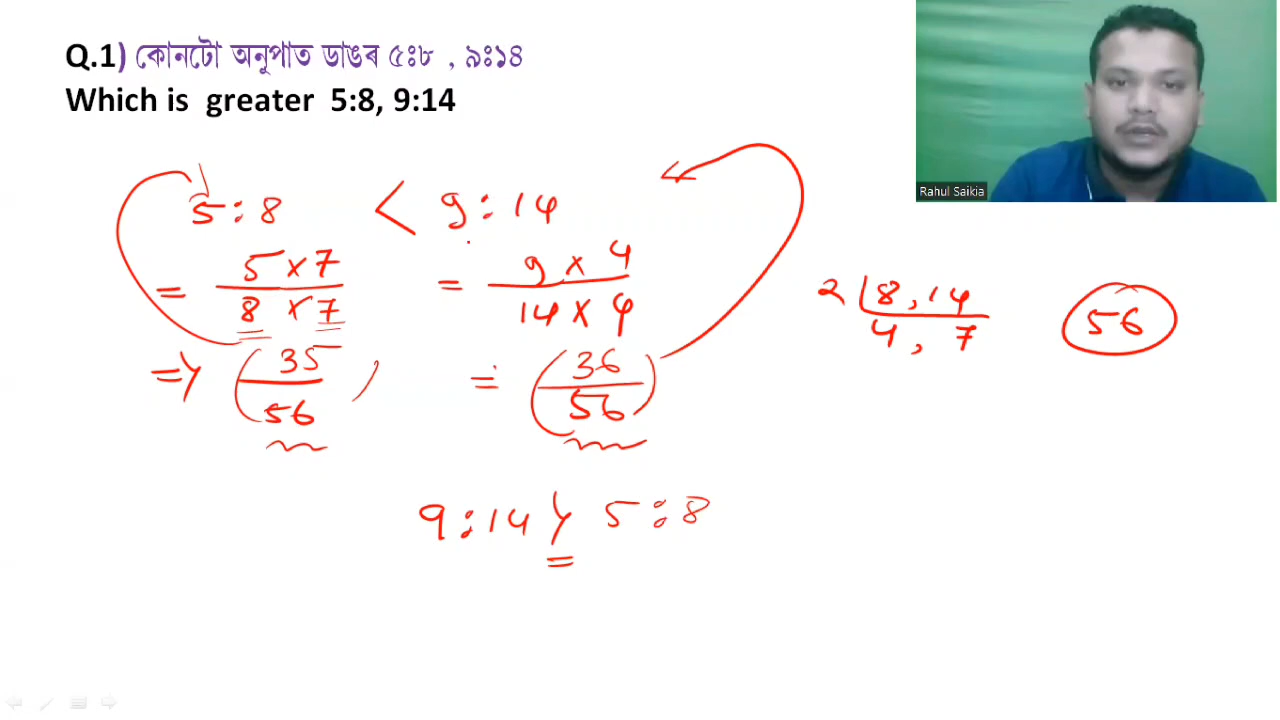 Q.1) কোনটো অনুপাত ডাঙৰ ৫ঃ৮ , ৯ঃ১৪
Which is greater 5:8, 9:14
Rahul Saikia
5:8 < 9:14
= 5 x 7 / 8 x 7 = 9 x 4 / 14 x 4
2 | 8, 14
4, 7
56
=> (35/56) , = (36/56)
9:14 > 5:8